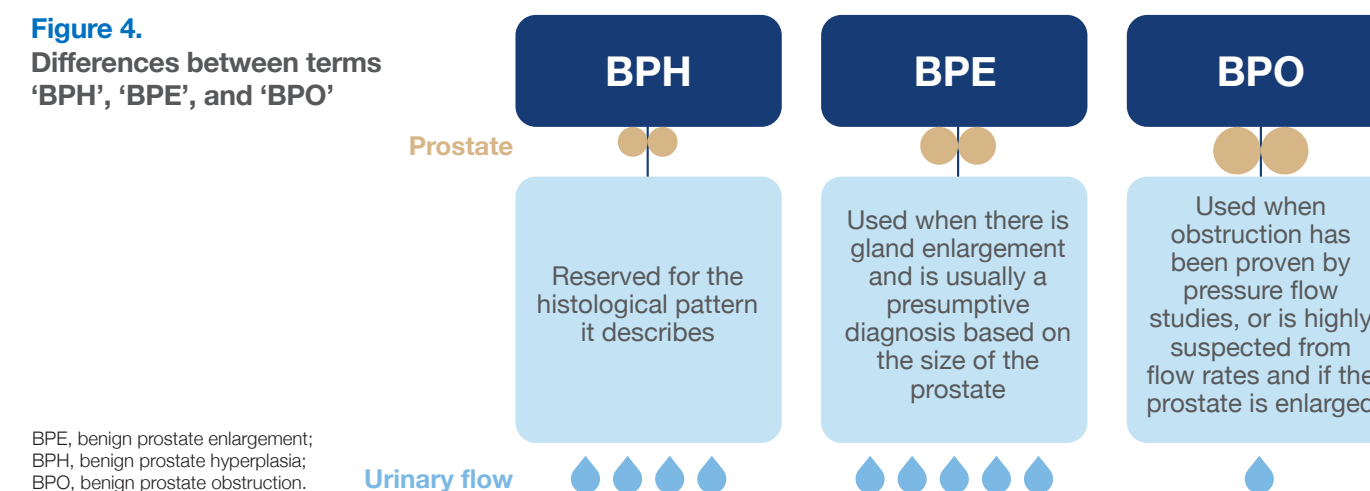 Figure 4.
Differences between terms
‘BPH’, ‘BPE’, and ‘BPO’
BPH
BPE
BPO
Prostate
Reserved for the
histological pattern
it describes
Used when there is
gland enlargement
and is usually a
presumptive
diagnosis based on
the size of the
prostate
Used when
obstruction has
been proven by
pressure flow
studies, or is highly
suspected from
flow rates and if the
prostate is enlarged
BPE, benign prostate enlargement;
BPH, benign prostate hyperplasia;
BPO, benign prostate obstruction.
Urinary flow